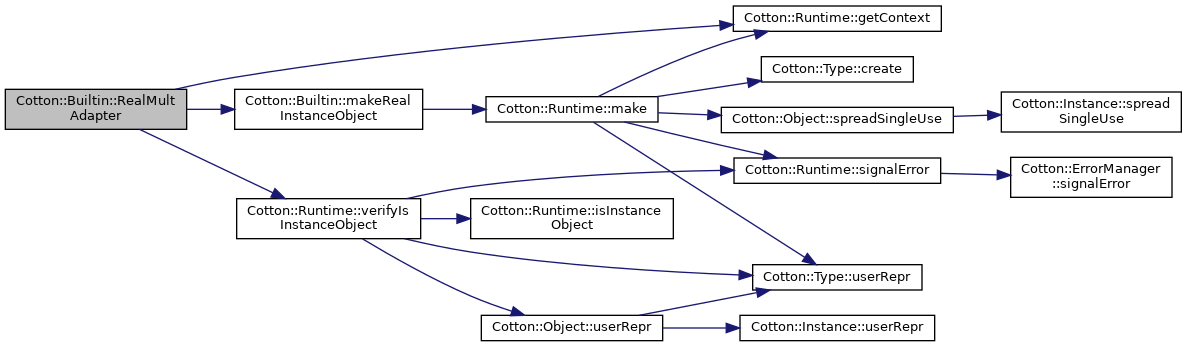 Cotton::Builtin::RealMult
Adapter
Cotton::Runtime::getContext
Cotton::Builtin::makeReal
InstanceObject
Cotton::Runtime::make
Cotton::Type::create
Cotton::Object::spreadSingleUse
Cotton::Instance::spread
SingleUse
Cotton::Runtime::signalError
Cotton::ErrorManager
::signalError
Cotton::Runtime::verifyIs
InstanceObject
Cotton::Runtime::isInstance
Object
Cotton::Type::userRepr
Cotton::Object::userRepr
Cotton::Instance::userRepr